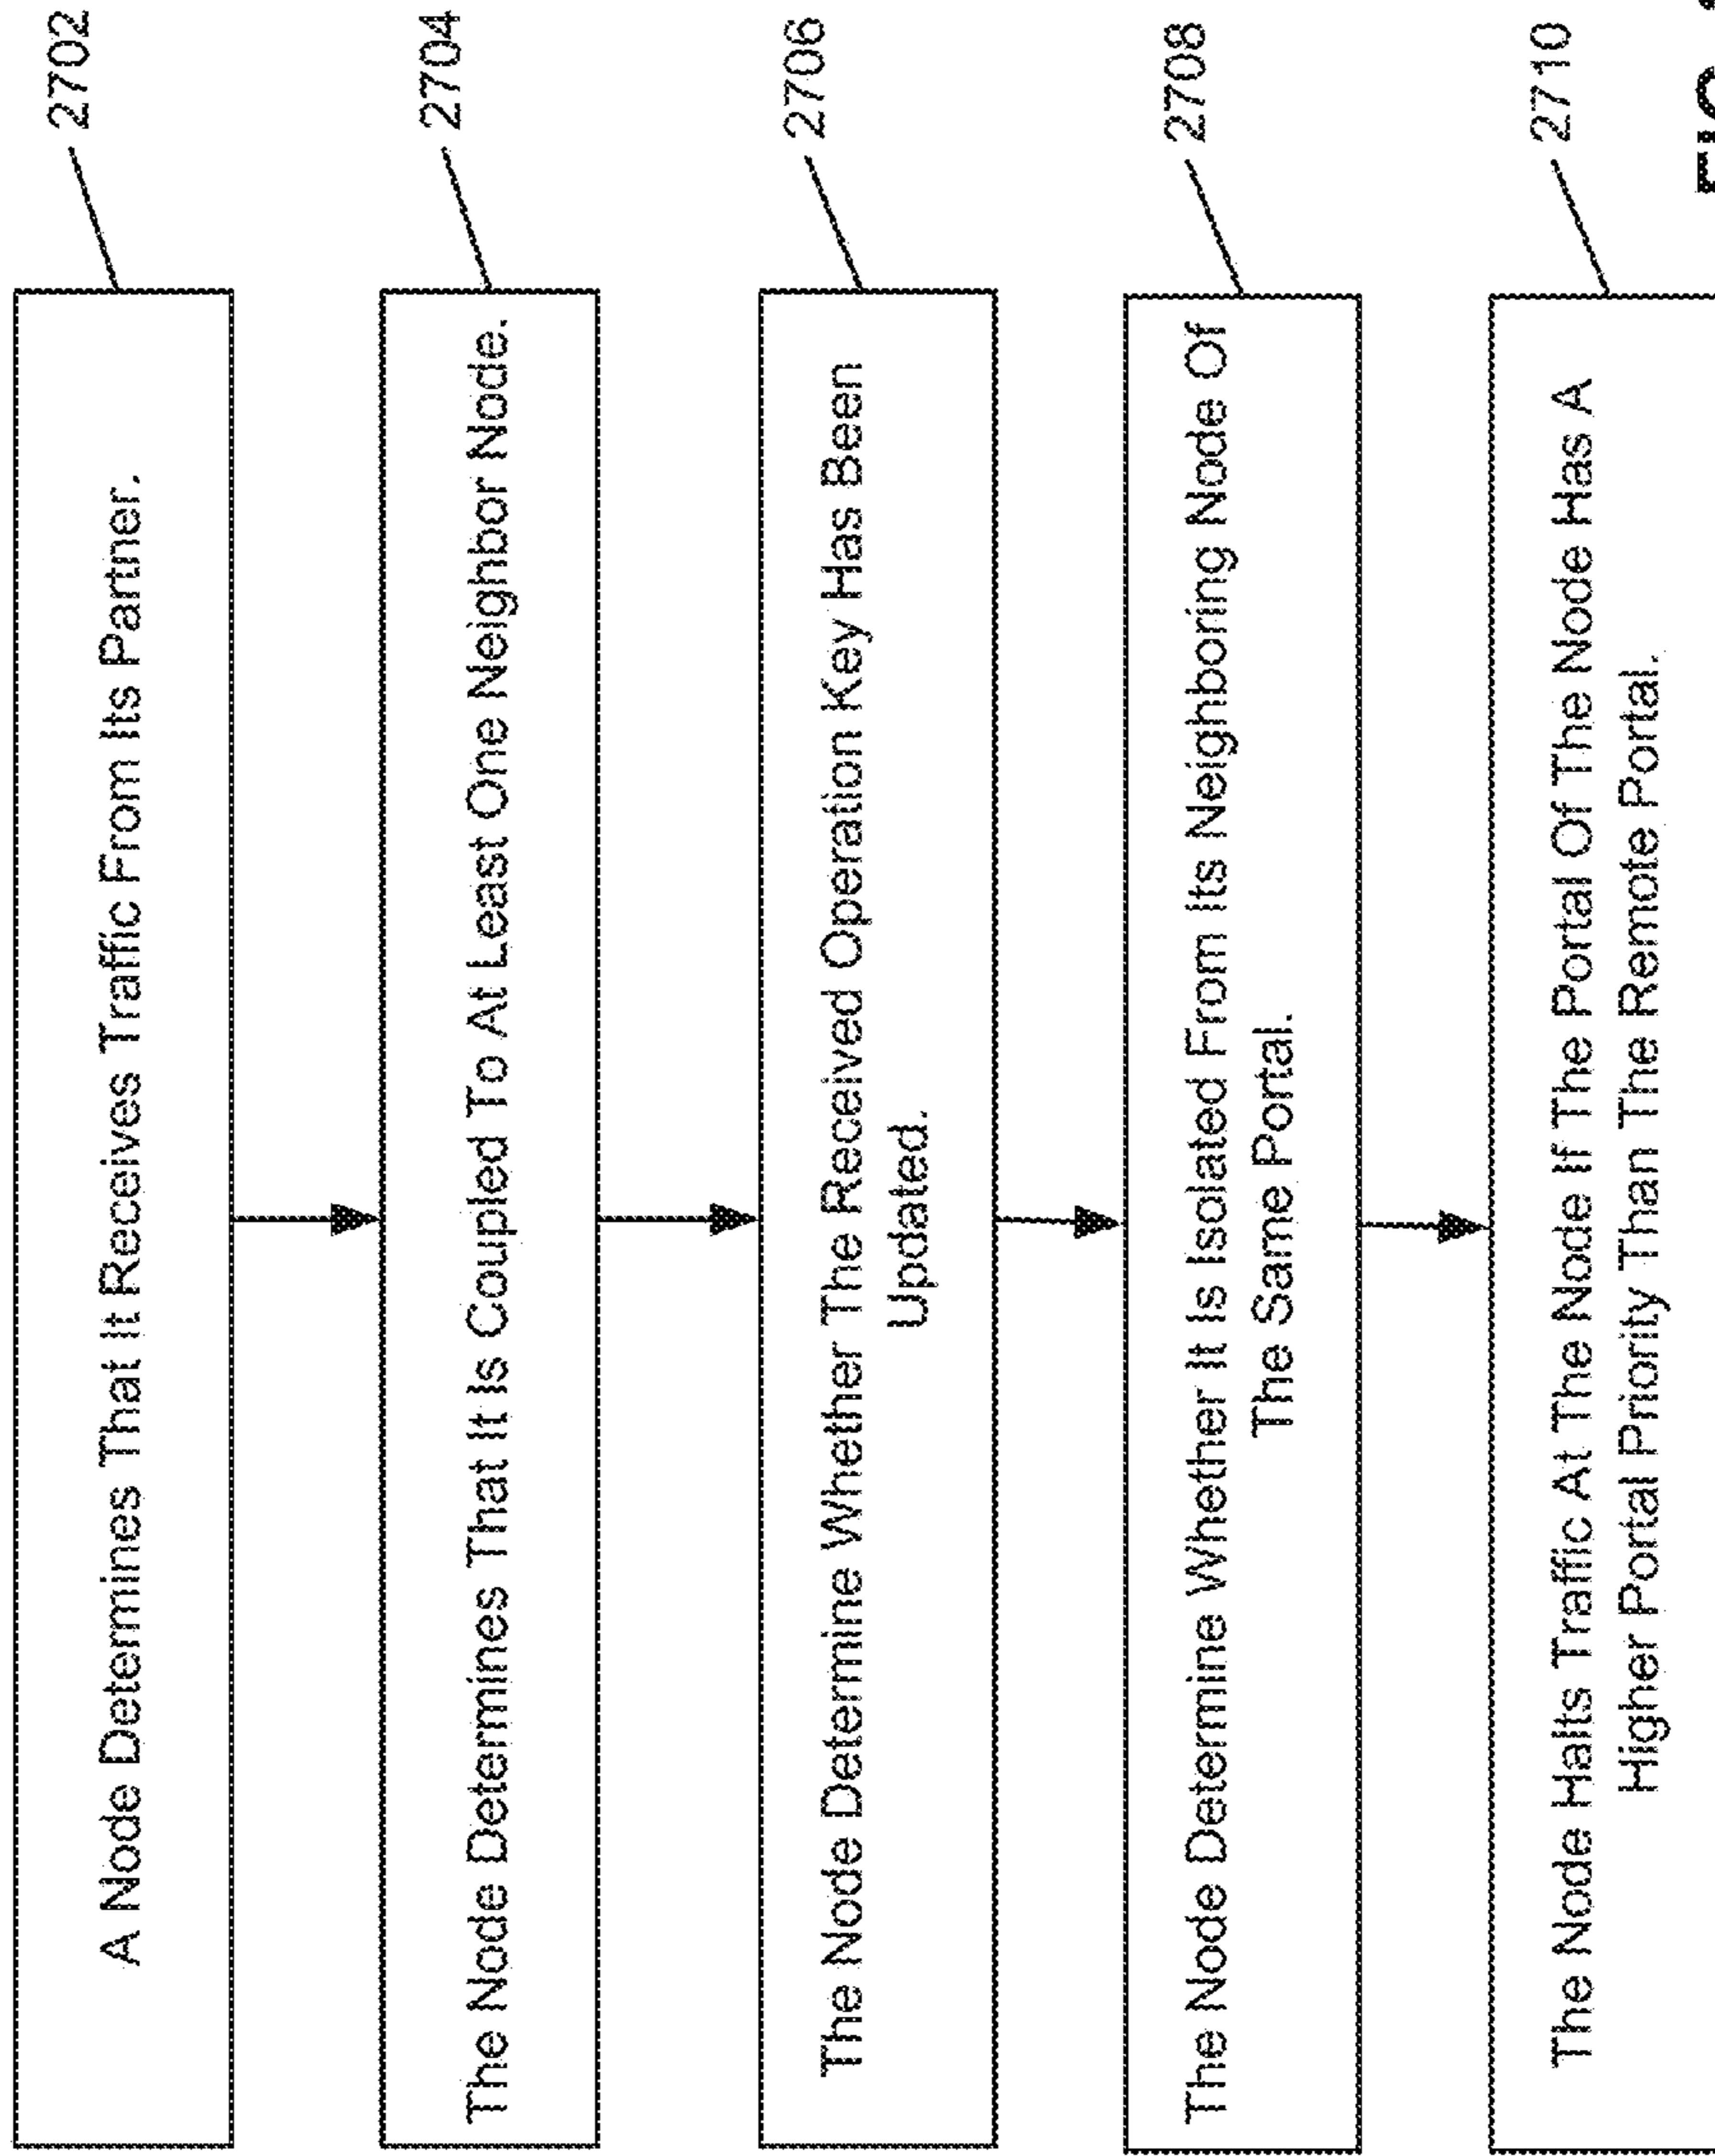 A Node Determines That It Receives Traffic From Its Partner.
2702
The Node Determines That It Is Coupled To At Least One Neighbor Node.
2704
The Node Determine Whether The Received Operation Key Has Been
Updated.
2706
The Node Determine Whether It Is Isolated From Its Neighboring Node Of
The Same Portal.
2708
The Node Halts Traffic At The Node If The Portal Of The Node Has A
Higher Portal Priority Than The Remote Portal.
2710